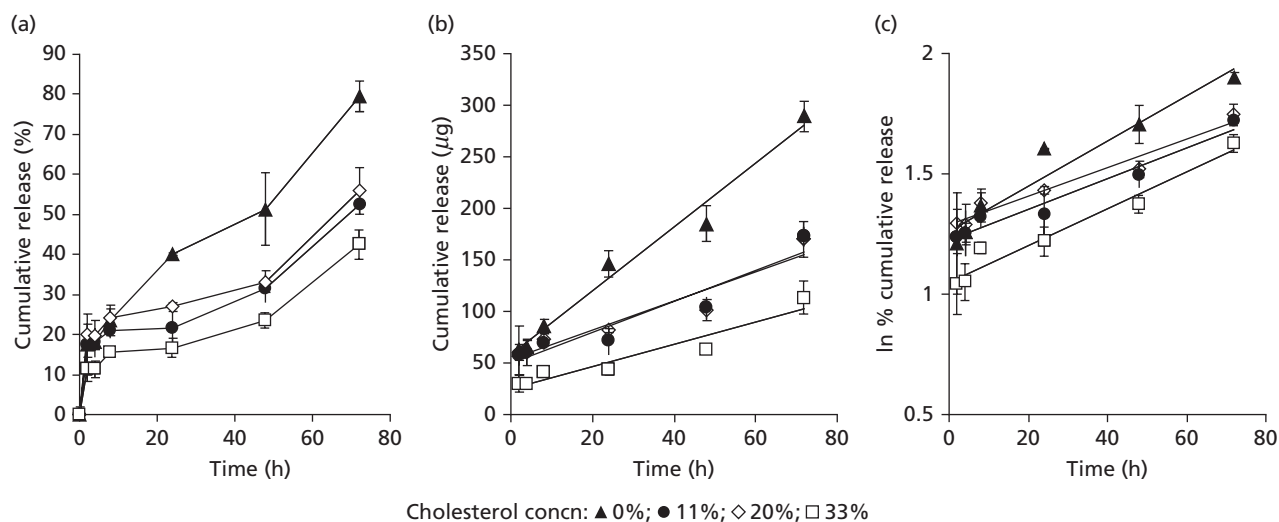 (a)
90
80
70
60
50
40
30
20
10
0
0 20 40 60 80
Cumulative release (%)
Time (h)
(b)
350
300
250
200
150
100
50
0
0 20 40 60 80
Cumulative release (µg)
Time (h)
(c)
2
1.5
1
0.5
0 20 40 60 80
ln % cumulative release
Time (h)
Cholesterol concn: ▲ 0%; ● 11%; ◇ 20%; □ 33%